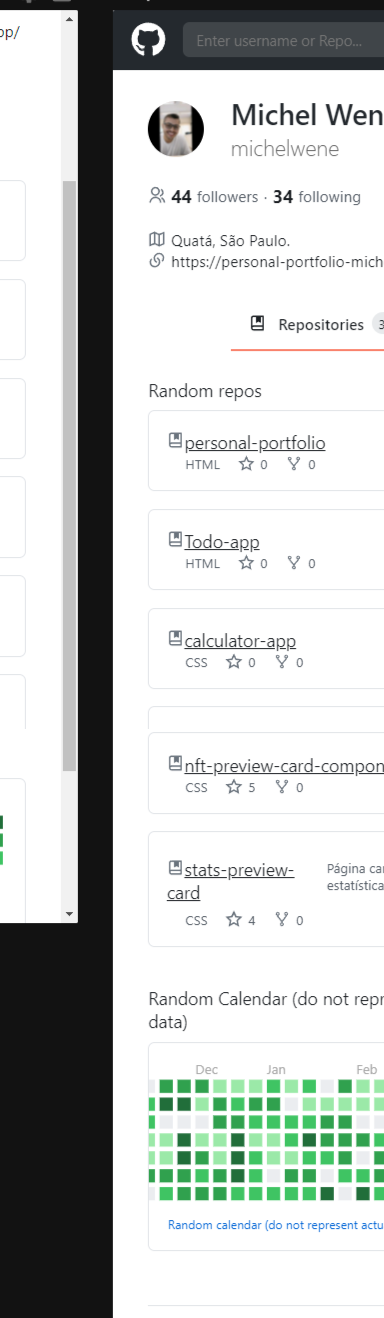 Enter username or Repo...
Michel Wen
michelwene
44 followers · 34 following
Quatá, São Paulo.
https://personal-portfolio-mich
Repositories 3
Random repos
personal-portfolio
HTML 0 0
Todo-app
HTML 0 0
calculator-app
CSS 0 0
nft-preview-card-compon
CSS 5 0
stats-preview-
card
Página ca
estatística
CSS 4 0
Random Calendar (do not repr
data)
Dec Jan Feb
Random calendar (do not represent actu